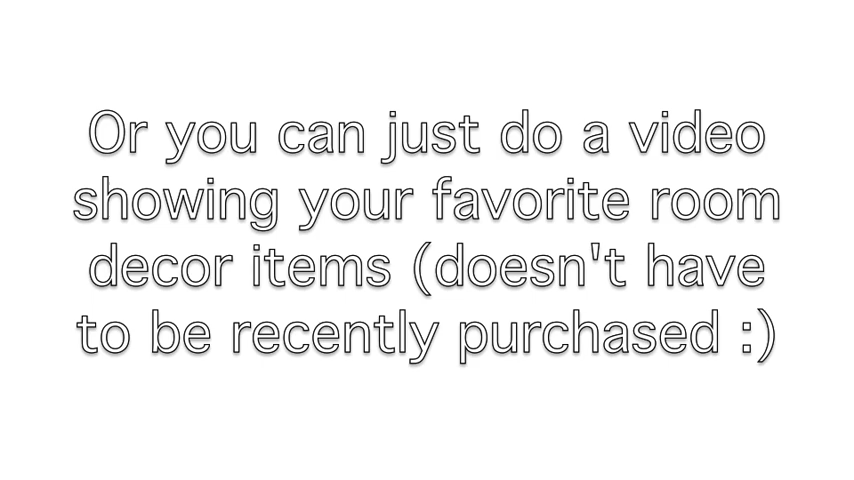 Or you can just do a video
showing your favorite room
decor items (doesn't have
to be recently purchased :)